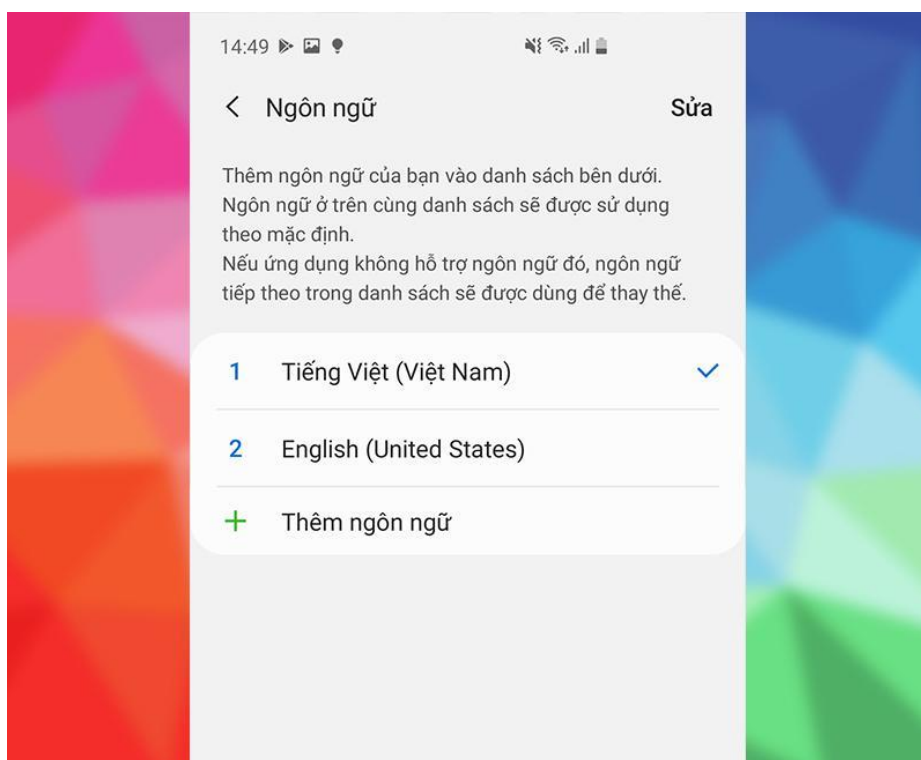 14:49
Ngôn ngữ
Sửa
Thêm ngôn ngữ của bạn vào danh sách bên dưới.
Ngôn ngữ ở trên cùng danh sách sẽ được sử dụng
theo mặc định.
Nếu ứng dụng không hỗ trợ ngôn ngữ đó, ngôn ngữ
tiếp theo trong danh sách sẽ được dùng để thay thế.
1 Tiếng Việt (Việt Nam)
2 English (United States)
+ Thêm ngôn ngữ